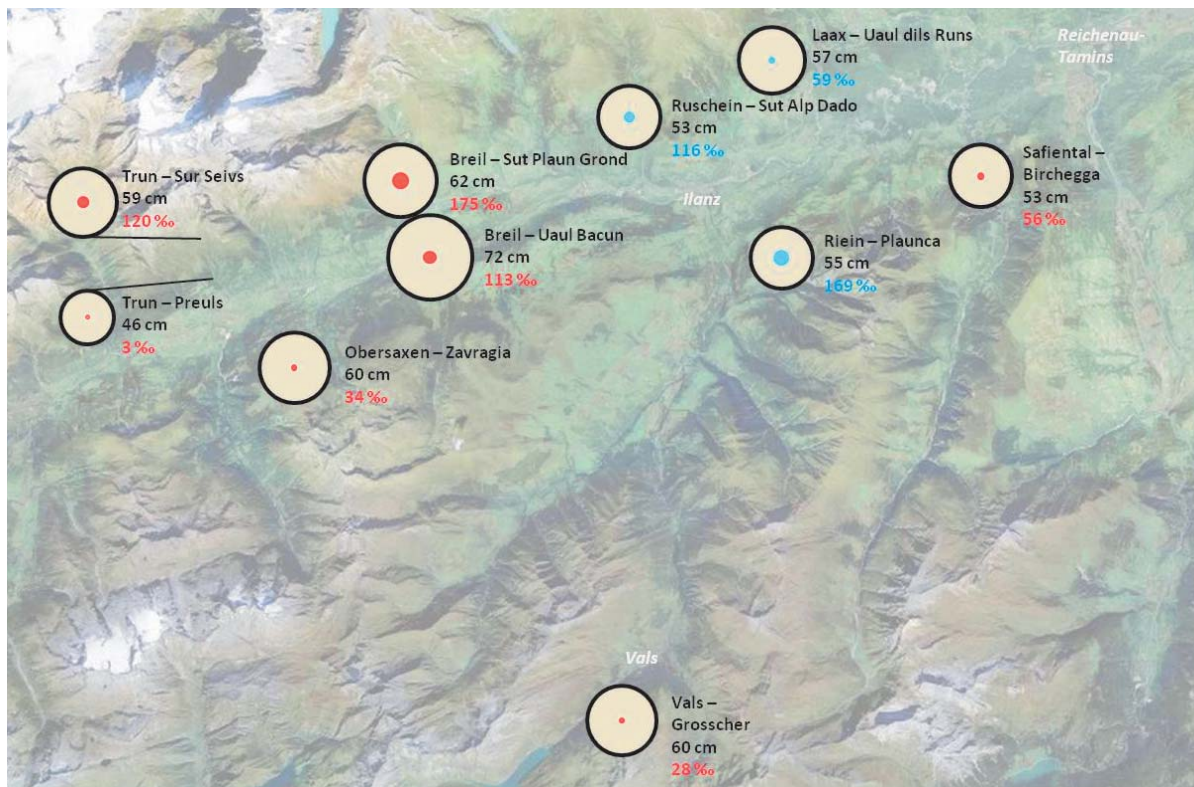 Laax – Uaul dils Runs
57 cm
59 ‰
Reichenau-
Tamins
Ruschein – Sut Alp Dado
53 cm
116 ‰
Breil – Sut Plaun Grond
62 cm
175 ‰
Safiental –
Birchegga
53 cm
56 ‰
Trun – Sur Seivs
59 cm
120 ‰
Ilanz
Breil – Uaul Bacun
72 cm
113 ‰
Riein – Plaunca
55 cm
169 ‰
Trun – Preuls
46 cm
3 ‰
Obersaxen – Zavragia
60 cm
34 ‰
Vals
Vals –
Grosscher
60 cm
28 ‰